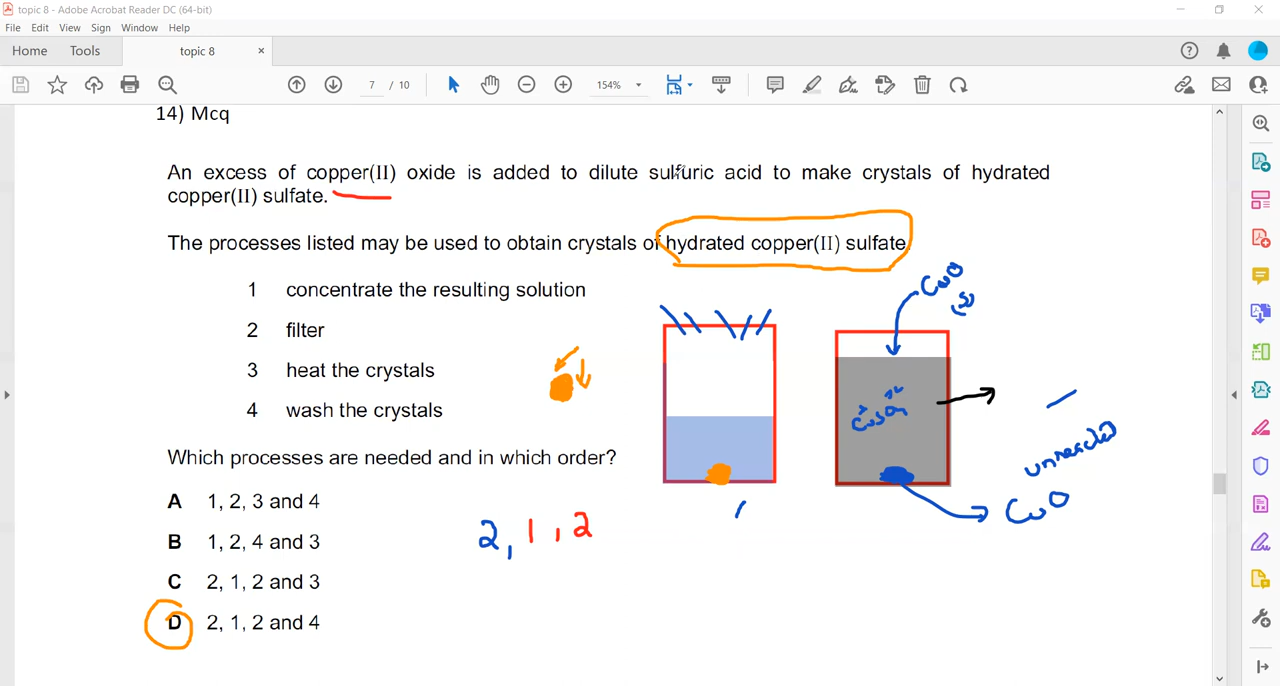 topic 8 - Adobe Acrobat Reader DC (64-bit)
File Edit View Sign Window Help
Home Tools topic 8 ×
7 / 10 154%
14) Mcq
An excess of copper(II) oxide is added to dilute sulfuric acid to make crystals of hydrated
copper(II) sulfate.
The processes listed may be used to obtain crystals of hydrated copper(II) sulfate
1 concentrate the resulting solution
2 filter
3 heat the crystals
4 wash the crystals
Which processes are needed and in which order?
A 1, 2, 3 and 4
B 1, 2, 4 and 3
C 2, 1, 2 and 3
D 2, 1, 2 and 4
2, 1, 2
CuO
(s)
unreacted
CuO